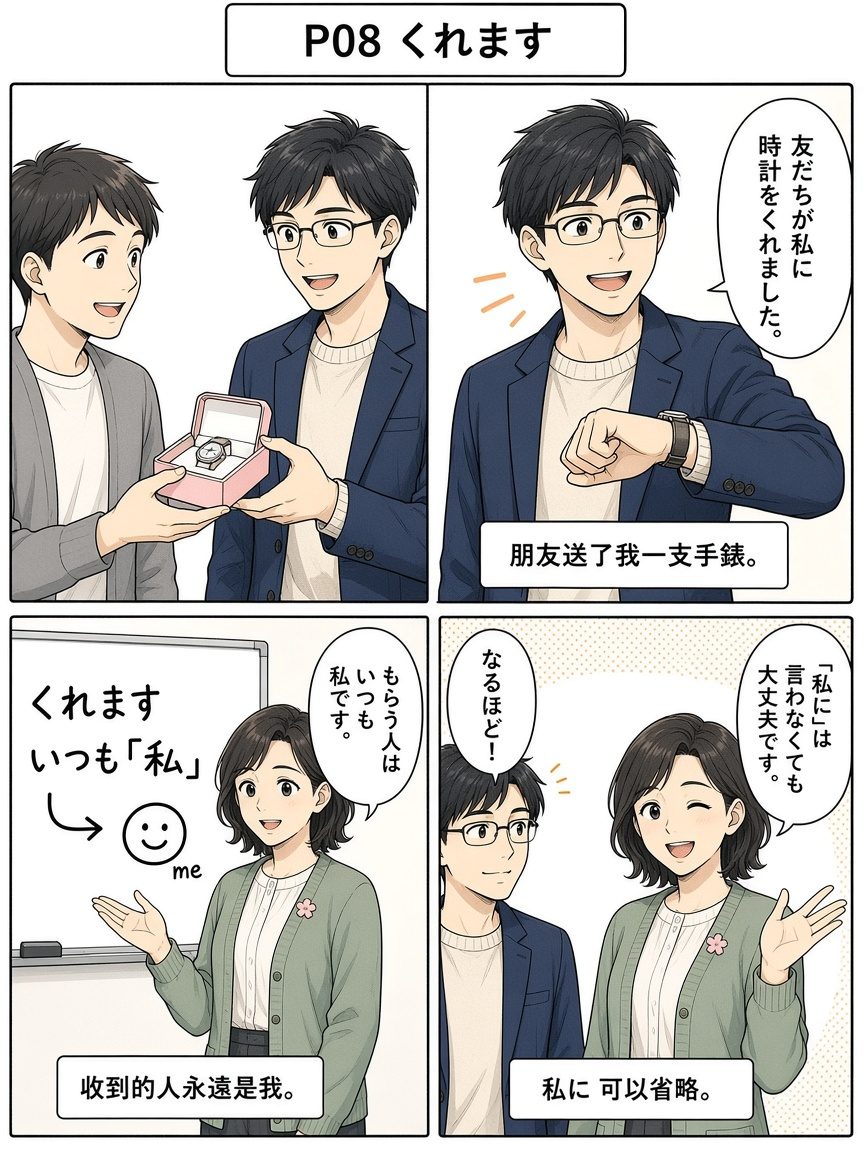 P08 くれます
友だちが私に
時計をくれました。
朋友送了我一支手錶。
くれます
いつも「私」
me
もらう人は
いつも
私です。
收到的人永遠是我。
なるほど！
「私に」は
言わなくても
大丈夫です。
私に 可以省略。